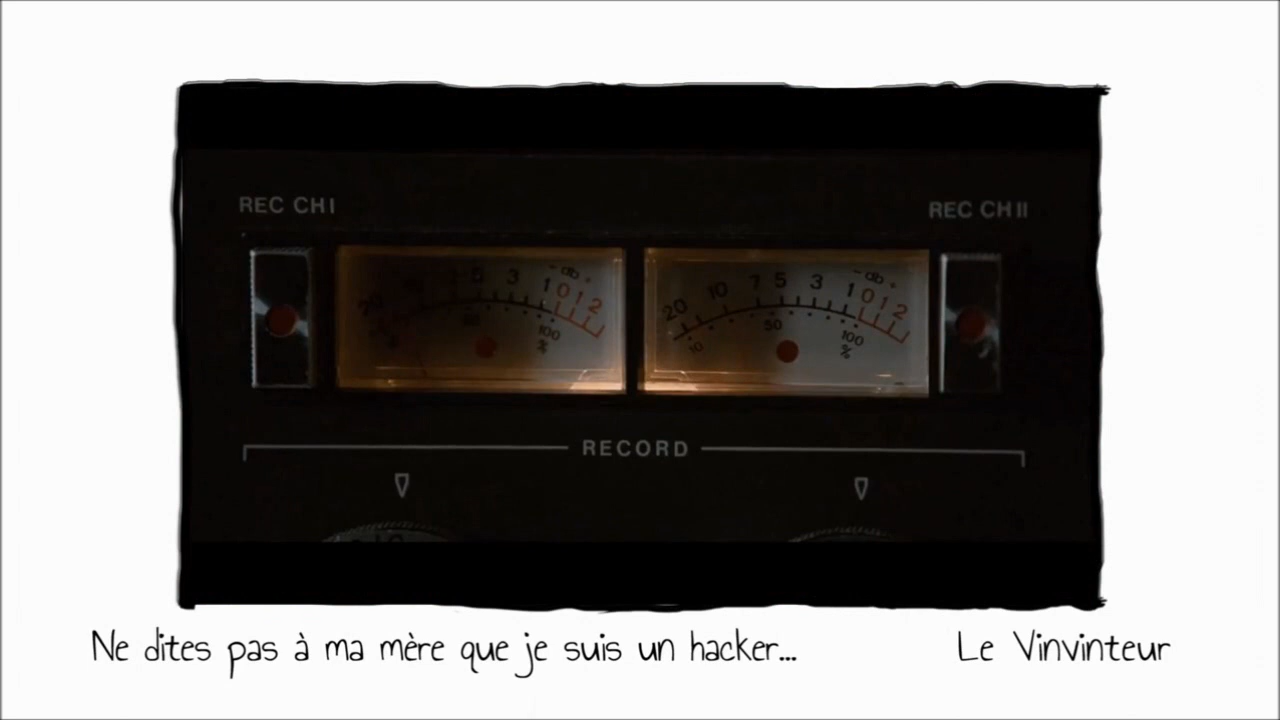 REC CH I
REC CH II
1 5 3 1 0 1 2
- db +
100
%
20 10 7 5 3 1 0 1 2
- db +
10 50 100
%
RECORD
Ne dites pas à ma mère que je suis un hacker...
Le Vinvinteur